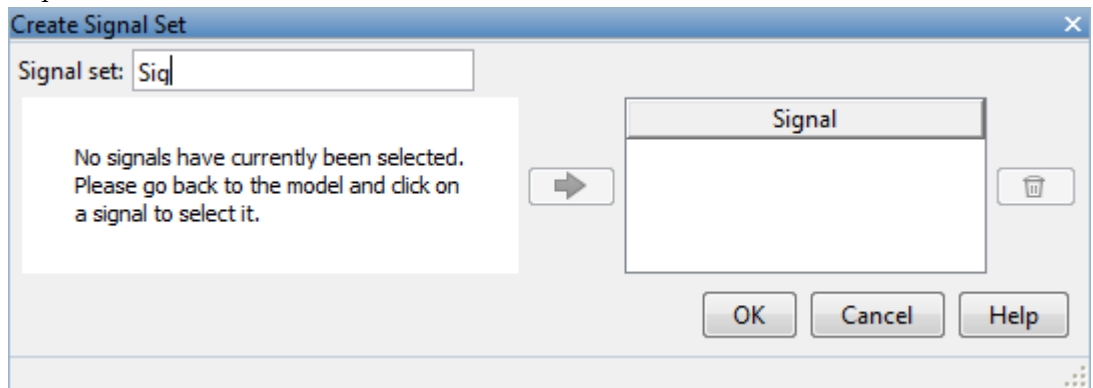 Create Signal Set
Signal set: Sig
Signal
No signals have currently been selected.
Please go back to the model and click on
a signal to select it.
OK Cancel Help